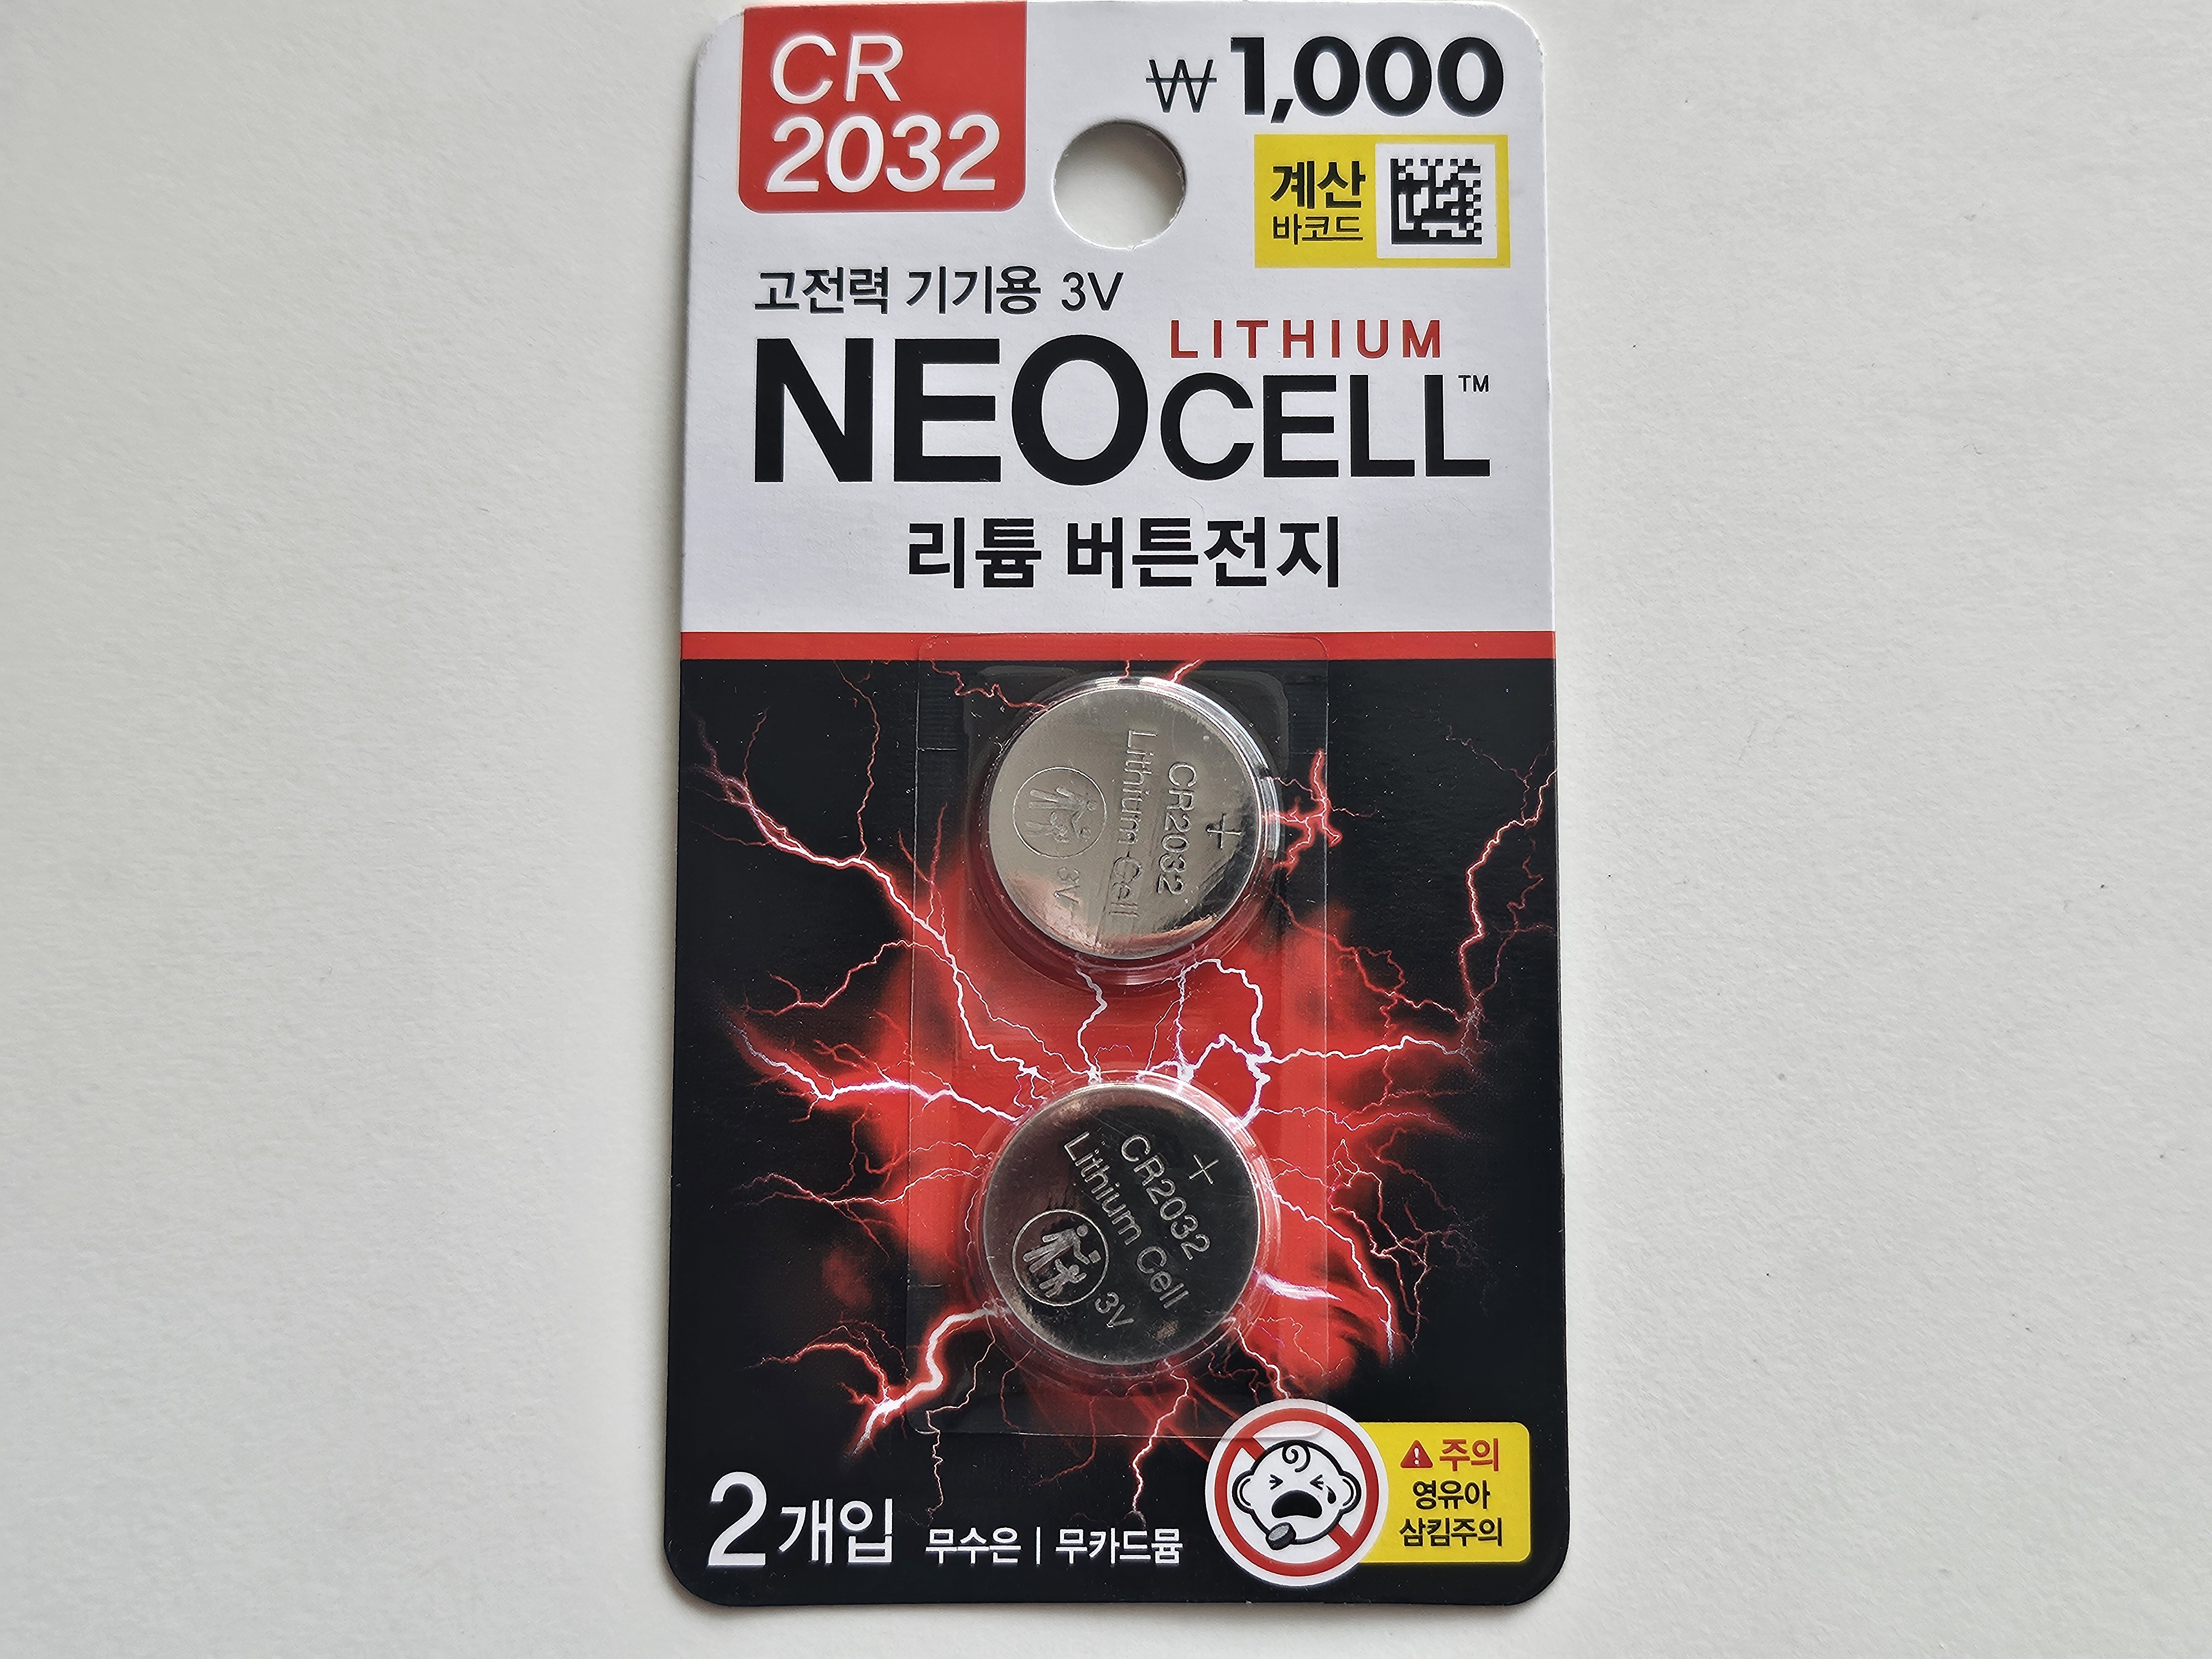 CR
2032
₩1,000
계산
바코드
고전력 기기용 3V
LITHIUM
NEOCELL™
리튬 버튼전지
+
CR2032
Lithium Cell
3V
+
CR2032
Lithium Cell
3V
2개입
무수은 | 무카드뮴
주의
영유아
삼킴주의